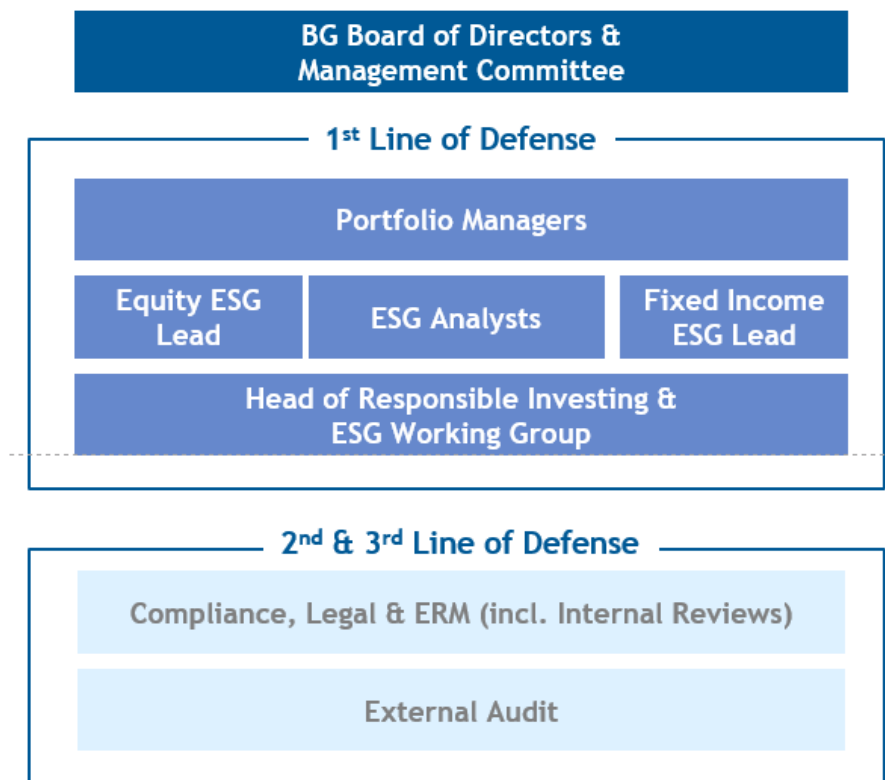 BG Board of Directors &
Management Committee
1st Line of Defense
Portfolio Managers
Equity ESG
Lead
ESG Analysts
Fixed Income
ESG Lead
Head of Responsible Investing &
ESG Working Group
2nd & 3rd Line of Defense
Compliance, Legal & ERM (incl. Internal Reviews)
External Audit